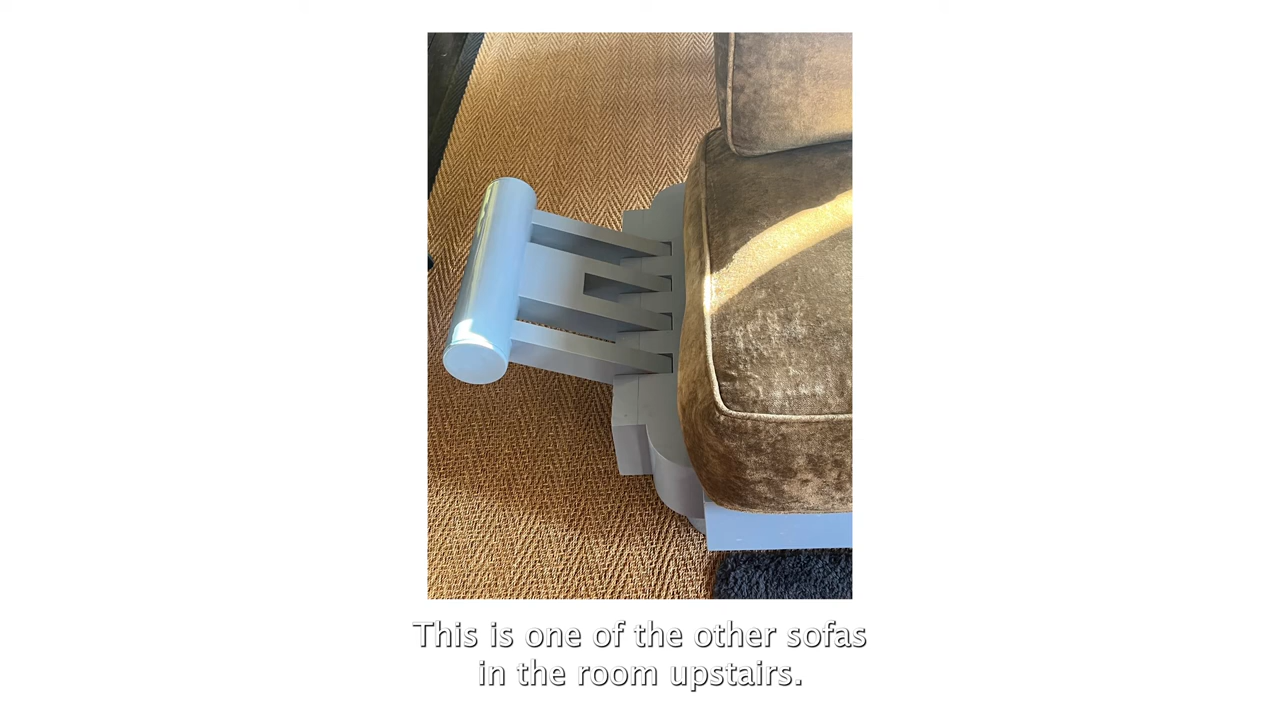 This is one of the other sofas
in the room upstairs.